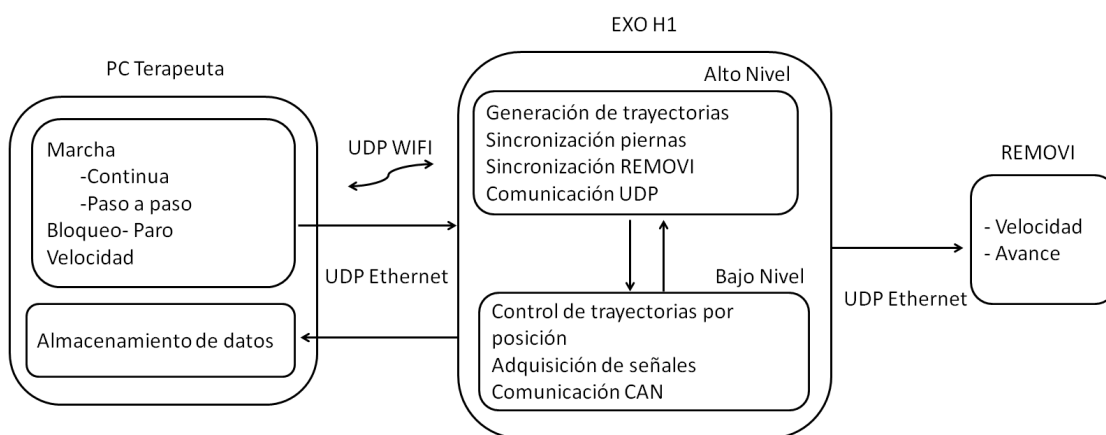 EXO H1
PC Terapeuta
Alto Nivel
Marcha
-Continua
-Paso a paso
Bloqueo- Paro
Velocidad
Almacenamiento de datos
UDP WIFI
UDP Ethernet
Generación de trayectorias
Sincronización piernas
Sincronización REMOVI
Comunicación UDP
Bajo Nivel
Control de trayectorias por
posición
Adquisición de señales
Comunicación CAN
UDP Ethernet
REMOVI
- Velocidad
- Avance